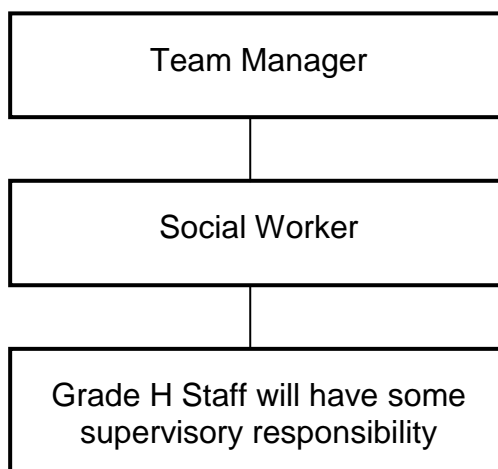 Team Manager
Social Worker
Grade H Staff will have some
supervisory responsibility